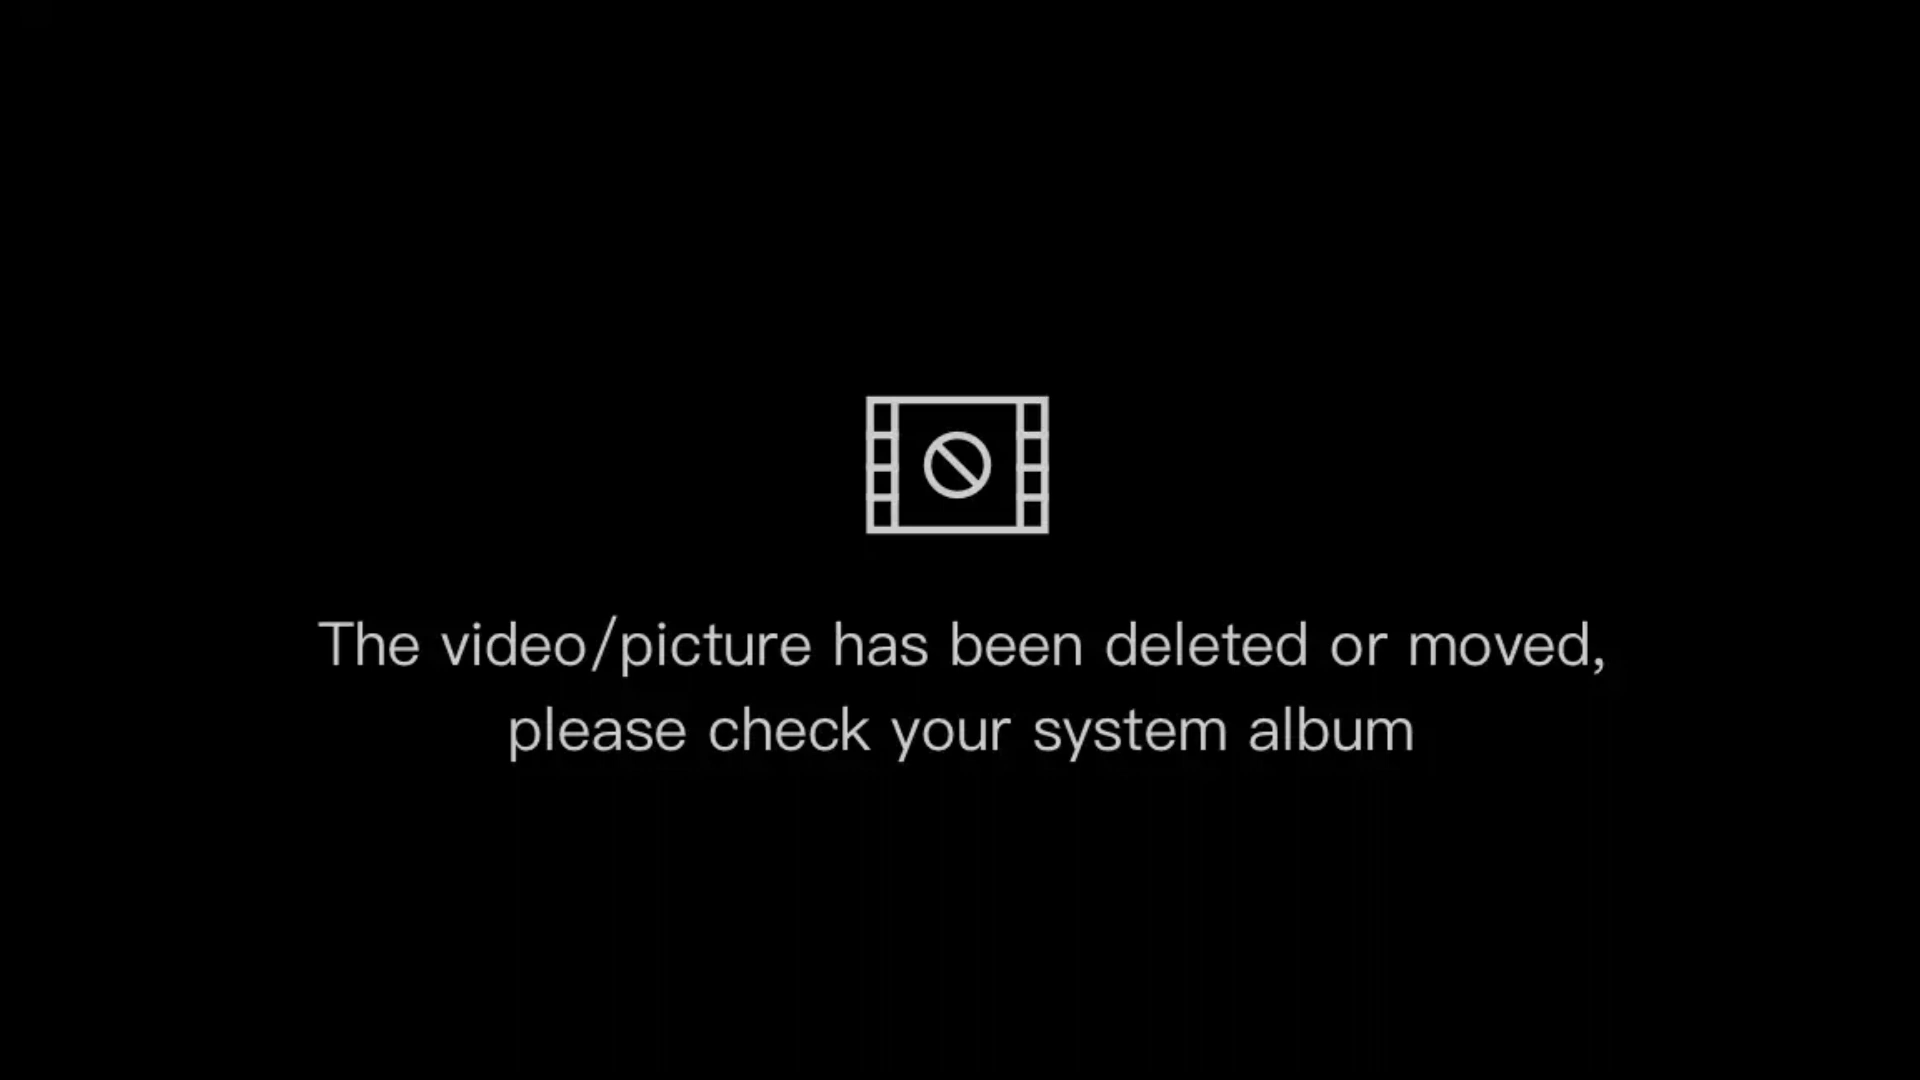 The video/picture has been deleted or moved,
please check your system album